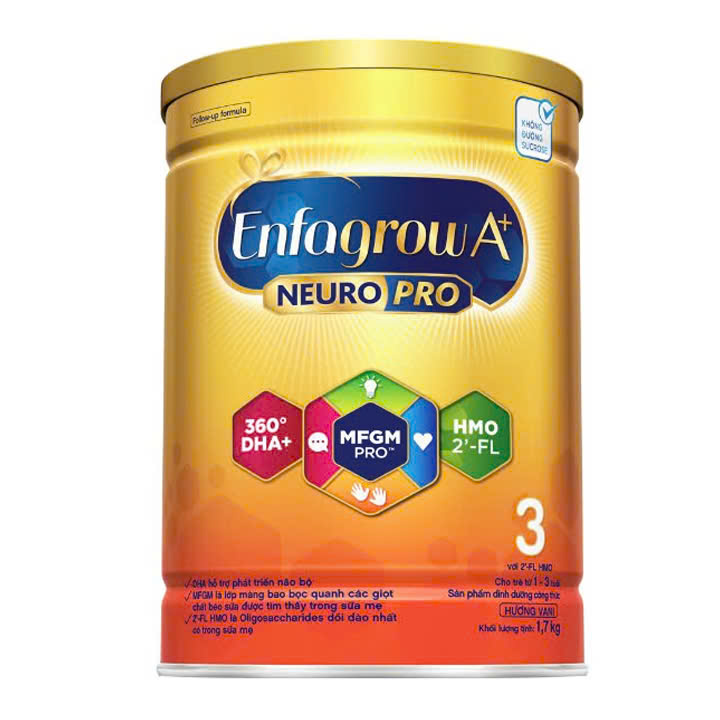 Follow-up formula
KHÔNG
ĐƯỜNG
SUCROSE
Enfagrow A+
NEURO PRO
360°
DHA+
MFGM
PRO™
HMO
2'-FL
3
với 2'-FL HMO
Cho trẻ từ 1 - 3 tuổi
Sản phẩm dinh dưỡng công thức
HƯƠNG VANI
Khối lượng tịnh: 1,7 kg
DHA hỗ trợ phát triển não bộ
MFGM là lớp màng bao bọc quanh các giọt
chất béo sữa được tìm thấy trong sữa mẹ
2'-FL HMO là Oligosaccharides dồi dào nhất
có trong sữa mẹ